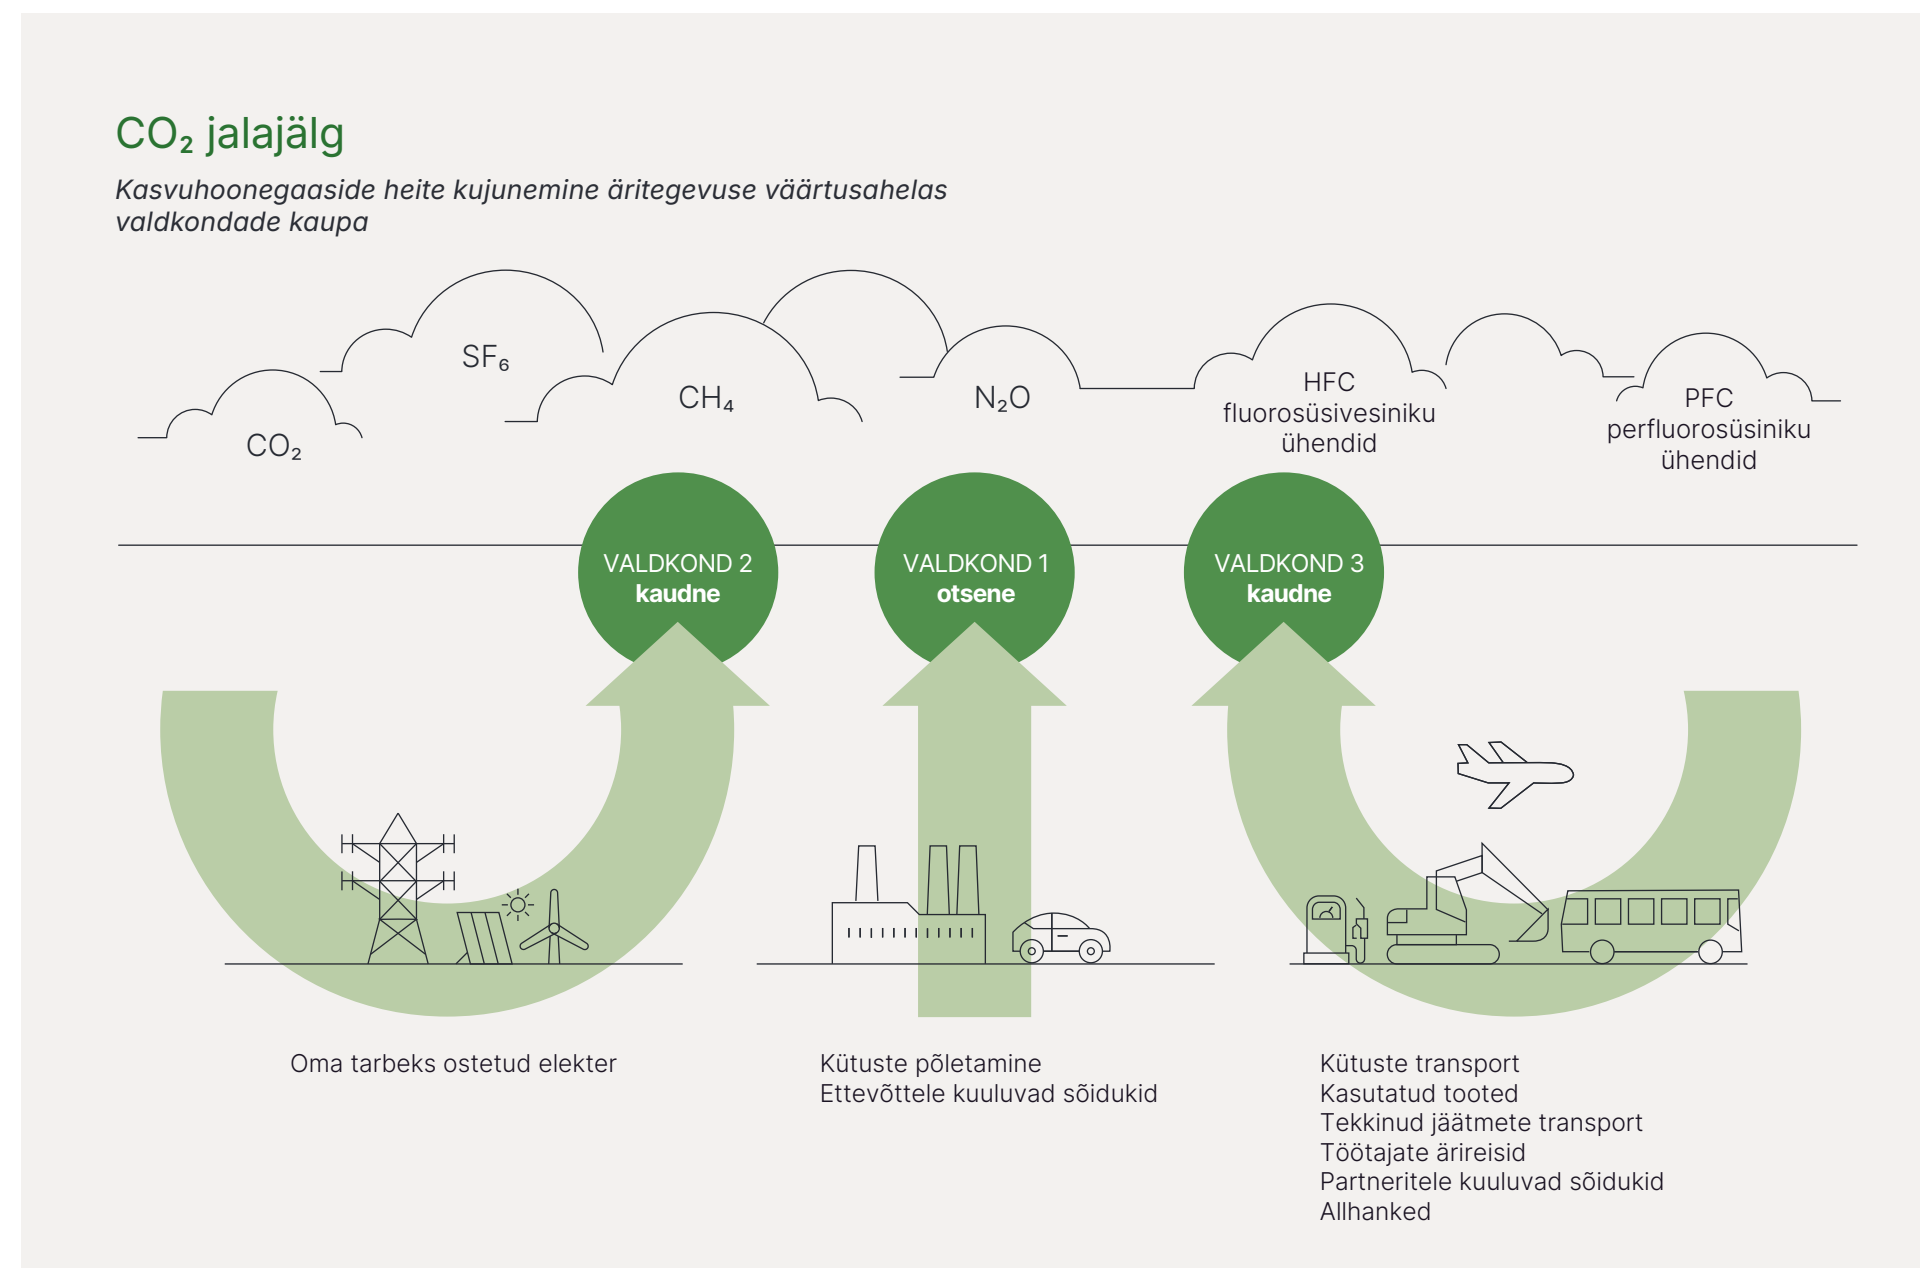 CO₂ jalajälg
Kasvuhoonegaaside heite kujunemine äritegevuse väärtusahelas
valdkondade kaupa
CO₂
SF₆
CH₄
N₂O
HFC
fluorosüsivesiniku
ühendid
PFC
perfluorosüsiniku
ühendid
VALDKOND 2
kaudne
VALDKOND 1
otsene
VALDKOND 3
kaudne
Oma tarbeks ostetud elekter
Kütuste põletamine
Ettevõttele kuuluvad sõidukid
Kütuste transport
Kasutatud tooted
Tekkinud jäätmete transport
Töötajate ärireisid
Partneritele kuuluvad sõidukid
Allhanked